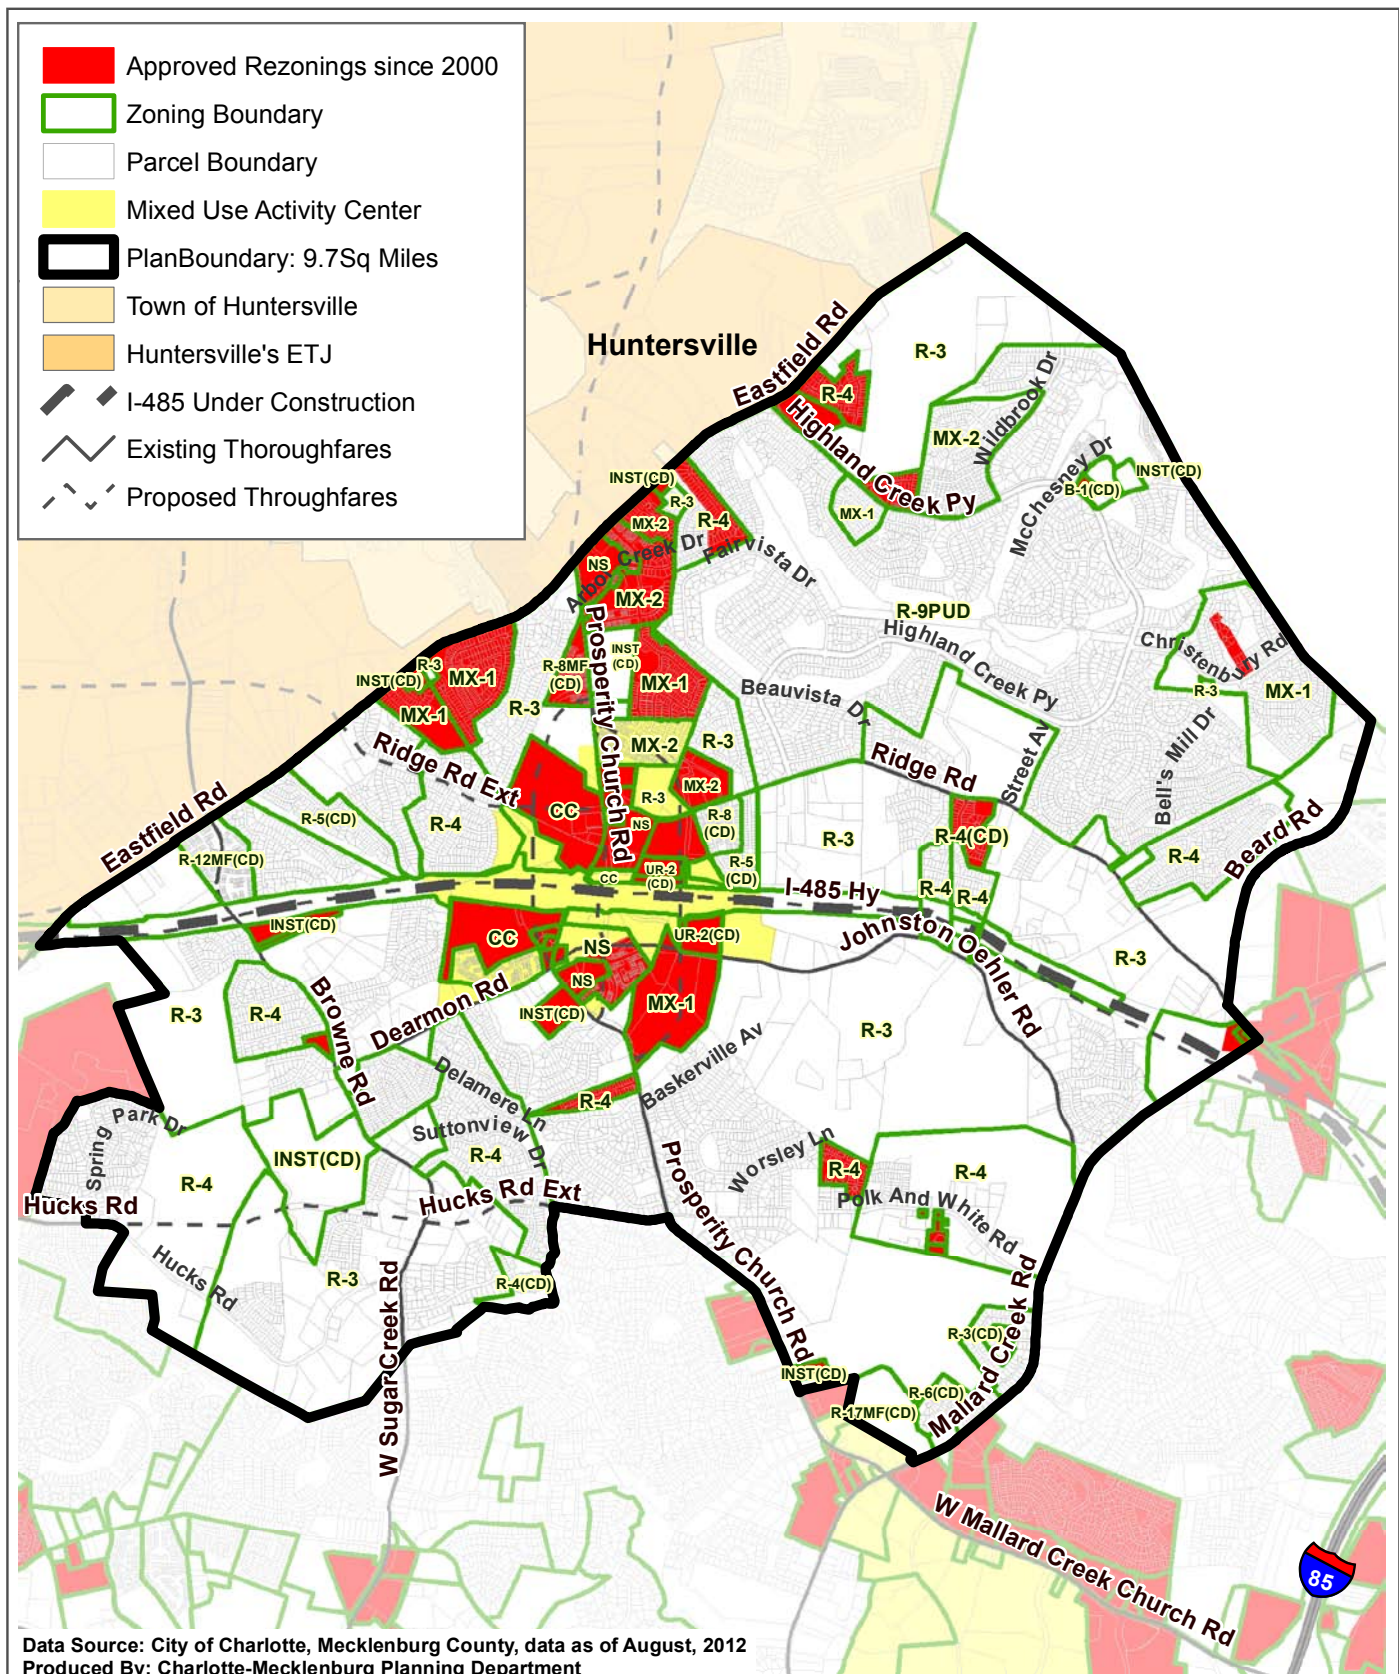 Approved Rezonings since 2000
Zoning Boundary
Parcel Boundary
Mixed Use Activity Center
PlanBoundary: 9.7Sq Miles
Town of Huntersville
Huntersville's ETJ
I-485 Under Construction
Existing Thoroughfares
Proposed Throughfares
Huntersville
Eastfield Rd
R-3
R-4
Highland Creek Py
MX-2
Wildbrook Dr
McChesney Dr
INST(CD)
B-1(CD)
MX-1
INST(CD)
R-3
MX-2
R-4
Arbor Creek Dr
Fairvista Dr
NS
MX-2
R-9PUD
Highland Creek Py
Christenbury Rd
R-3
MX-1
Prosperity Church Rd
INST
(CD)
R-8MF
(CD)
MX-1
R-3
INST(CD)
MX-1
MX-1
R-3
Beauvista Dr
MX-2
R-3
Ridge Rd Ext
Ridge Rd
Street Av
Bell's Mill Dr
MX-2
R-3
CC
NS
R-8
(CD)
R-3
R-4(CD)
R-4
Beard Rd
Eastfield Rd
R-5(CD)
R-4
R-12MF(CD)
CC
UR-2
(CD)
R-5
(CD)
I-485 Hy
R-4
R-4
INST(CD)
CC
NS
UR-2(CD)
Johnston Oehler Rd
R-3
NS
MX-1
INST(CD)
R-3
R-4
Browne Rd
Dearmon Rd
R-3
Baskerville Av
Delamere Ln
R-4
Suttonview Dr
Spring Park Dr
INST(CD)
R-4
R-4
Worsley Ln
R-4
R-4
Hucks Rd
Hucks Rd Ext
Polk And White Rd
Prosperity Church Rd
Hucks Rd
R-3
R-4(CD)
W Sugar Creek Rd
Mallard Creek Rd
R-3(CD)
INST(CD)
R-6(CD)
R-17MF(CD)
W Mallard Creek Church Rd
85
Data Source: City of Charlotte, Mecklenburg County, data as of August, 2012
Produced By: Charlotte-Mecklenburg Planning Department